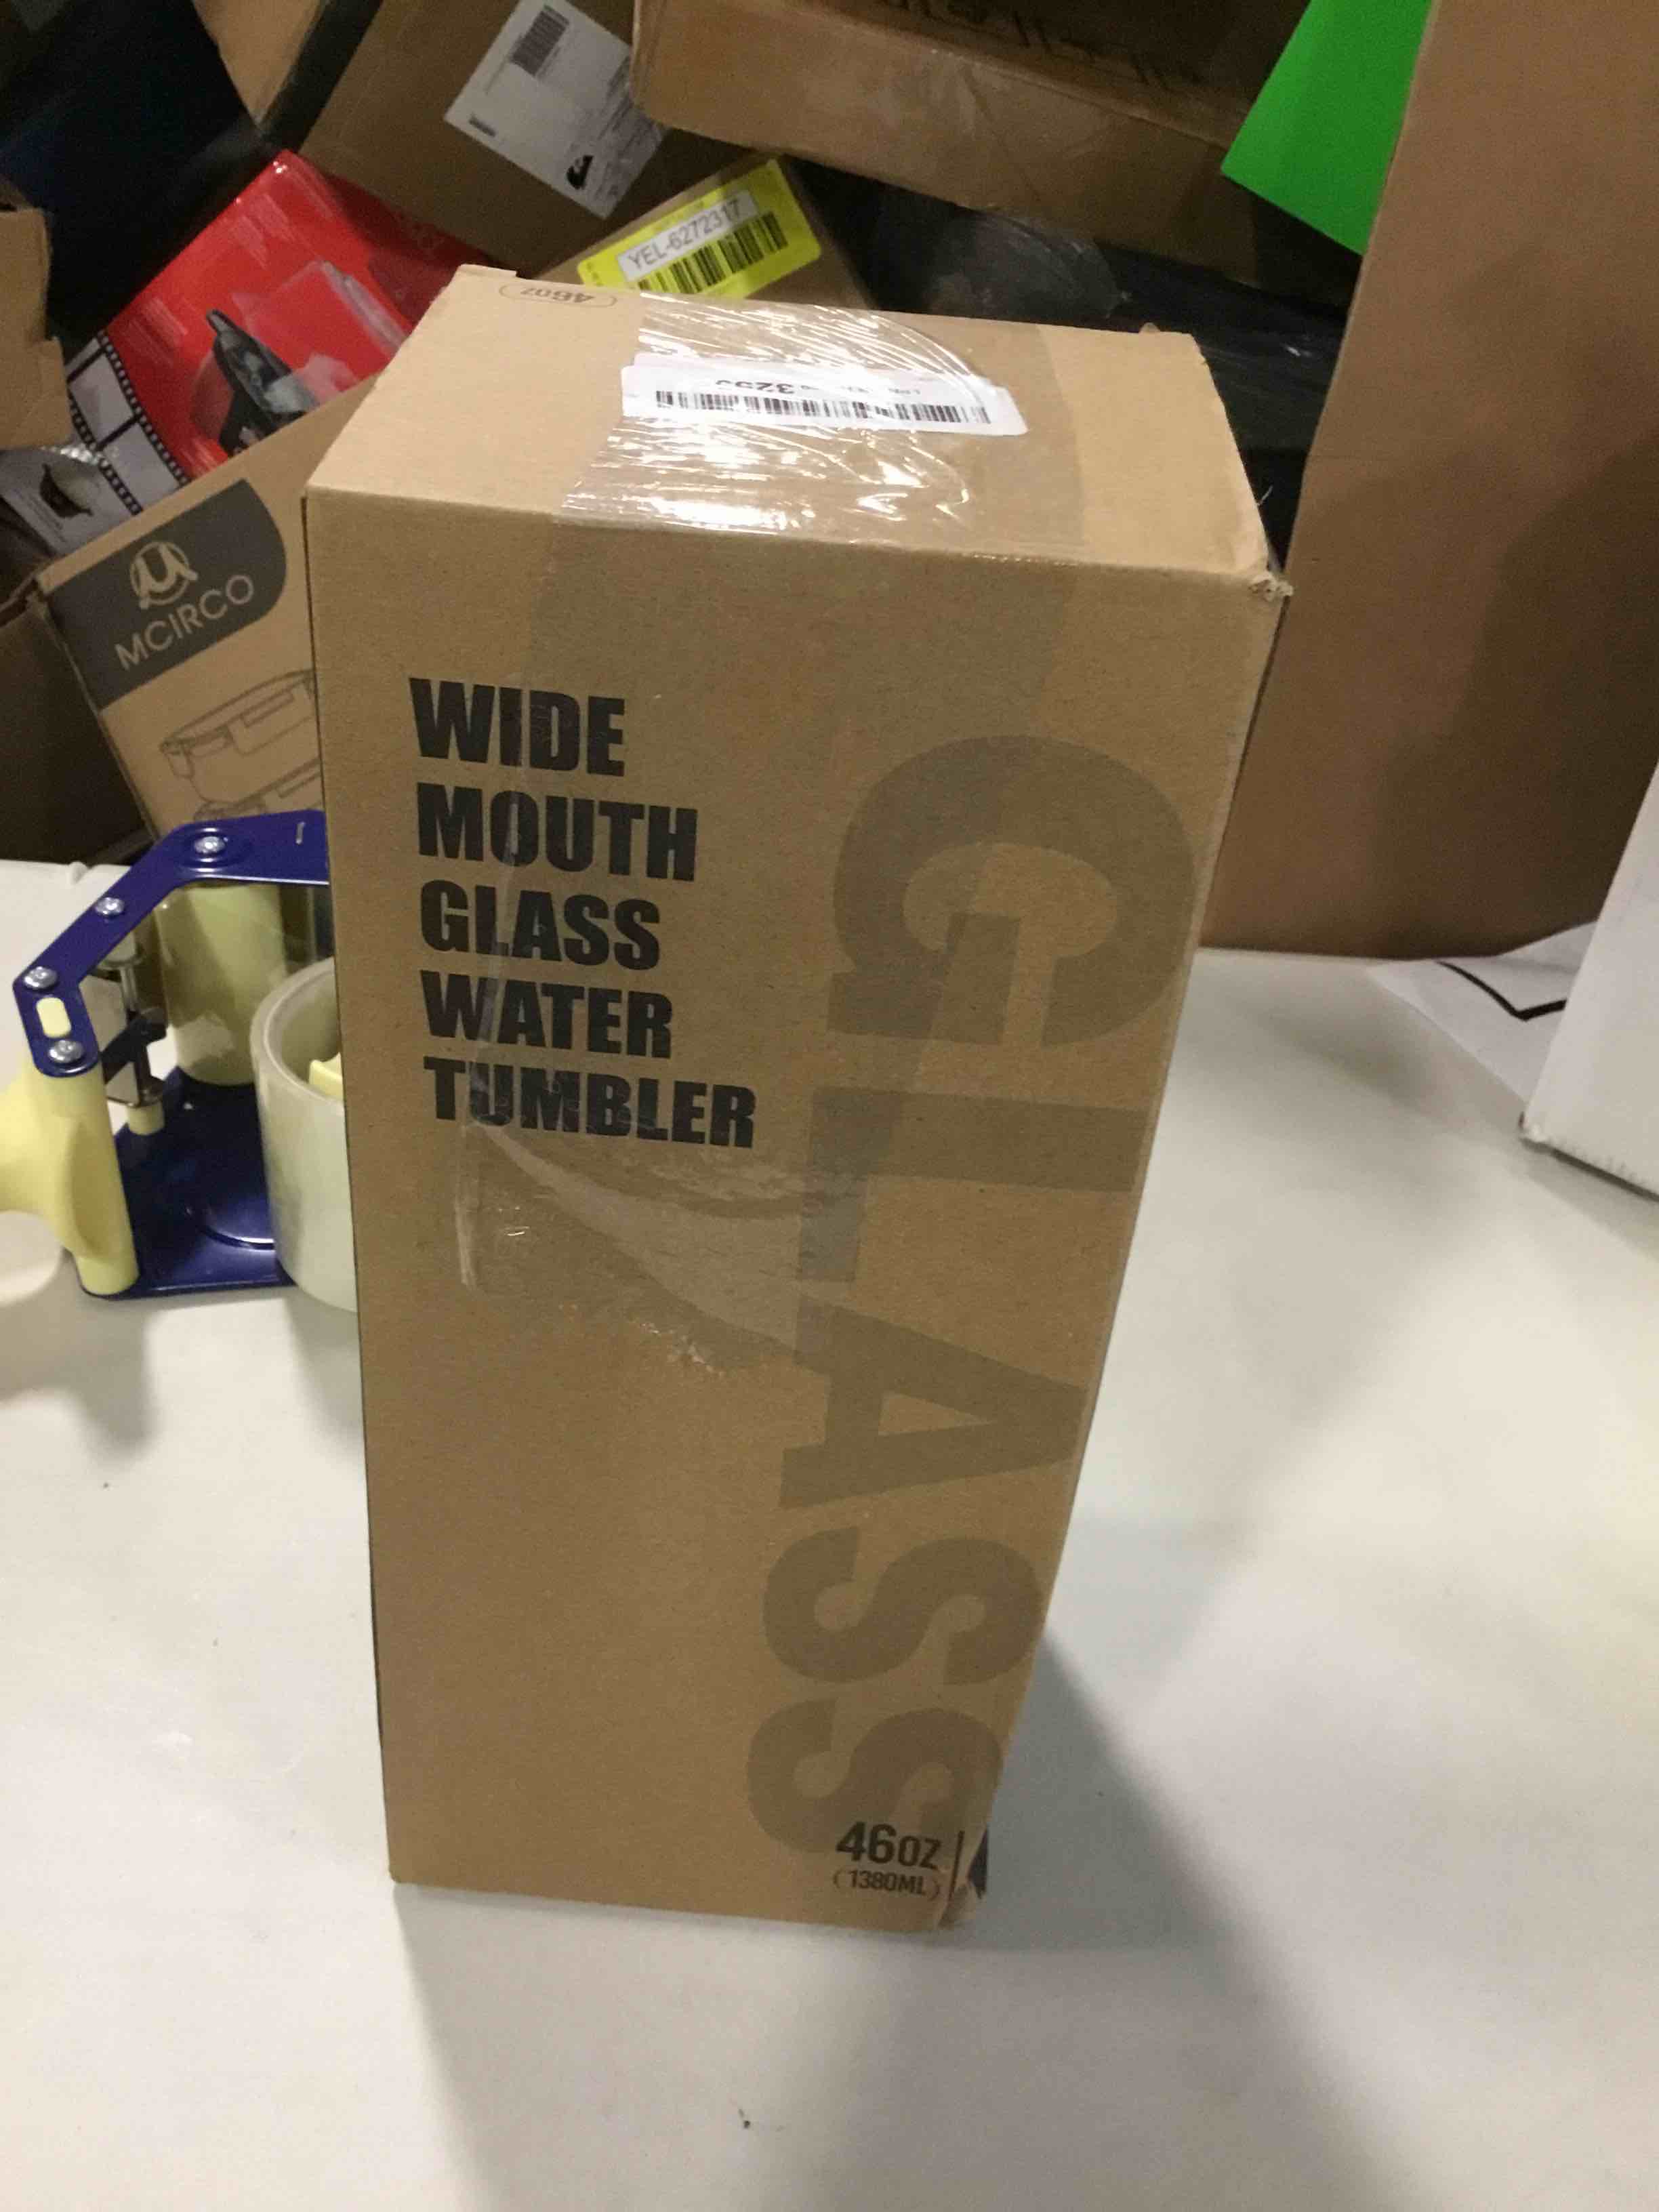 YEL-6272317
46oz
MCIRCO
WIDE
MOUTH
GLASS
WATER
TUMBLER
GLASS
46OZ
(1380ML)